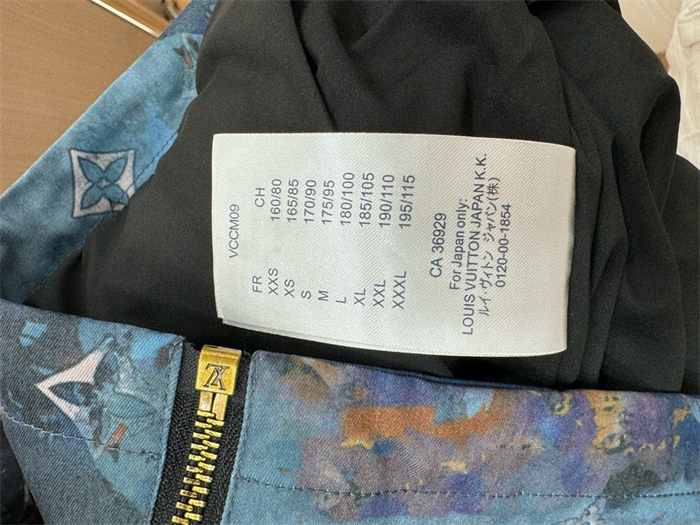 VCCM09
FR CH
XXS 160/80
XS 165/85
S 170/90
M 175/95
L 180/100
XL 185/105
XXL 190/110
XXXL 195/115
CA 36929
For Japan only:
LOUIS VUITTON JAPAN K.K.
ルイ・ヴィトン ジャパン(株)
0120-00-1854
LV